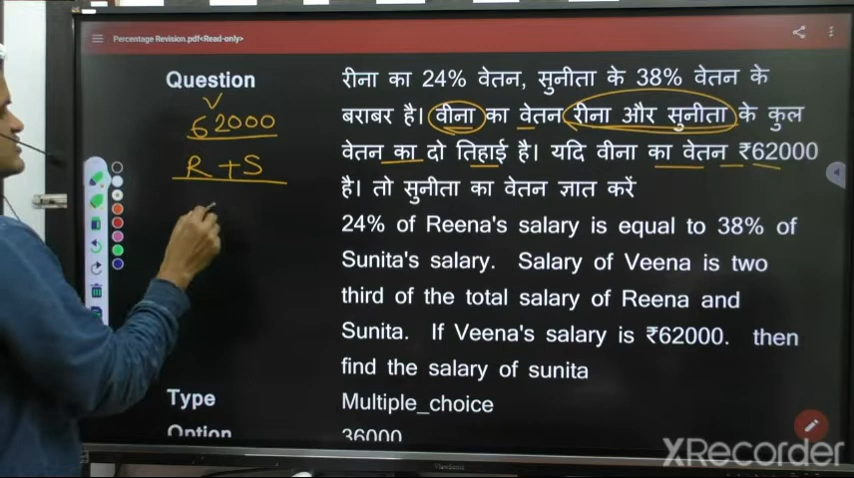 Percentage Revision.pdf<Read-only>
Question
रीना का 24% वेतन, सुनीता के 38% वेतन के
बराबर है। वीना का वेतन रीना और सुनीता के कुल
वेतन का दो तिहाई है। यदि वीना का वेतन ₹62000
है। तो सुनीता का वेतन ज्ञात करें
62000
R + S
24% of Reena's salary is equal to 38% of
Sunita's salary. Salary of Veena is two
third of the total salary of Reena and
Sunita. If Veena's salary is ₹62000. then
find the salary of sunita
Type
Multiple_choice
Option
36000
ViewSonic
XRecorder